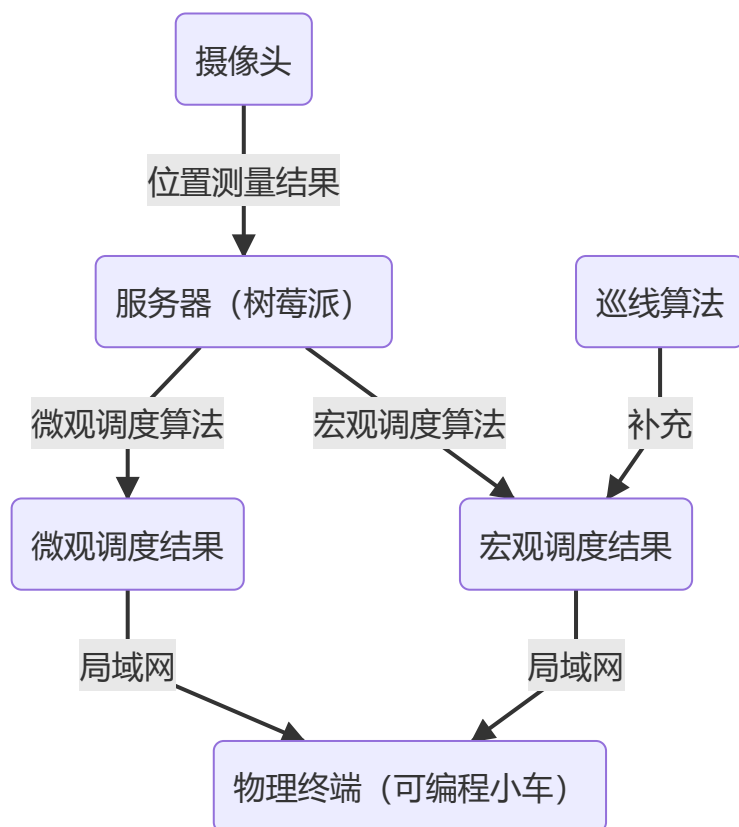 摄像头
位置测量结果
服务器（树莓派）
巡线算法
微观调度算法
宏观调度算法
补充
微观调度结果
宏观调度结果
局域网
局域网
物理终端（可编程小车）